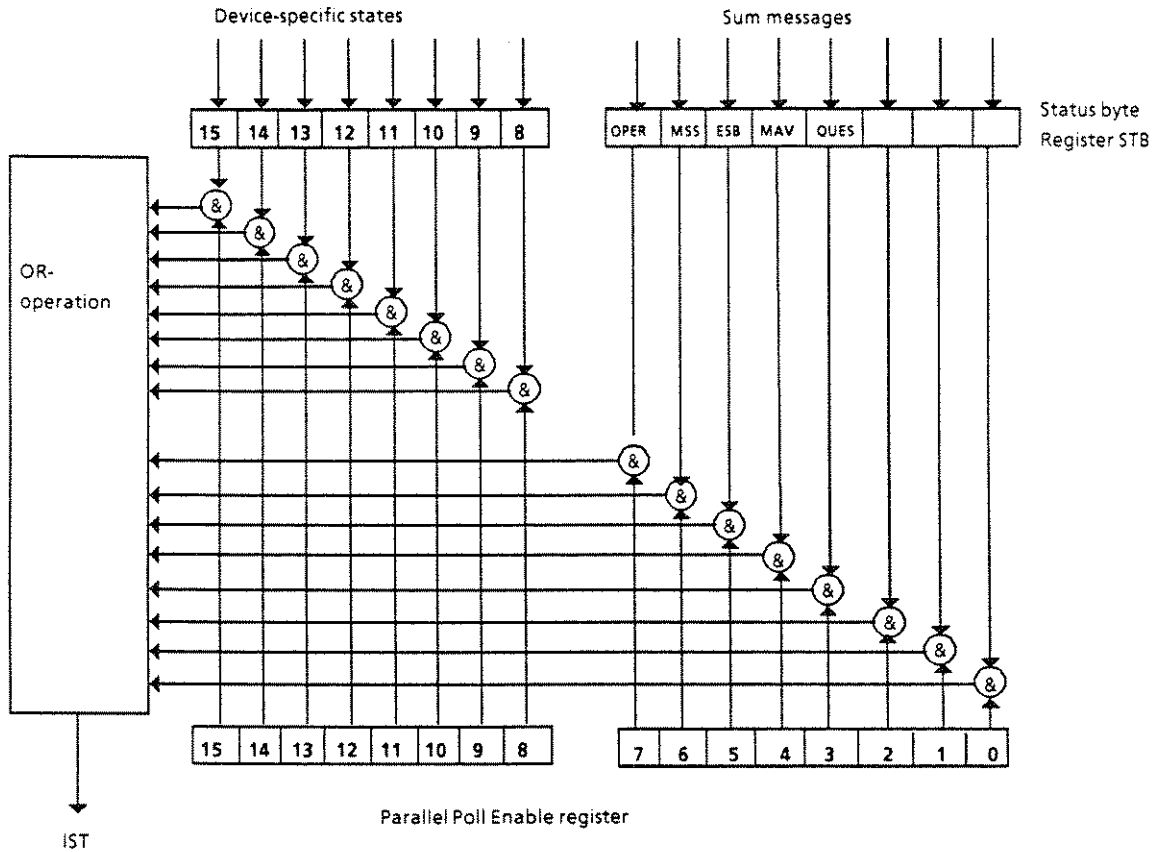 Device-specific states
Sum messages
15 14 13 12 11 10 9 8
OPER MSS ESB MAV QUES
Status byte
Register STB
&
&
&
&
&
&
&
&
OR-
operation
&
&
&
&
&
&
&
&
15 14 13 12 11 10 9 8
7 6 5 4 3 2 1 0
Parallel Poll Enable register
IST